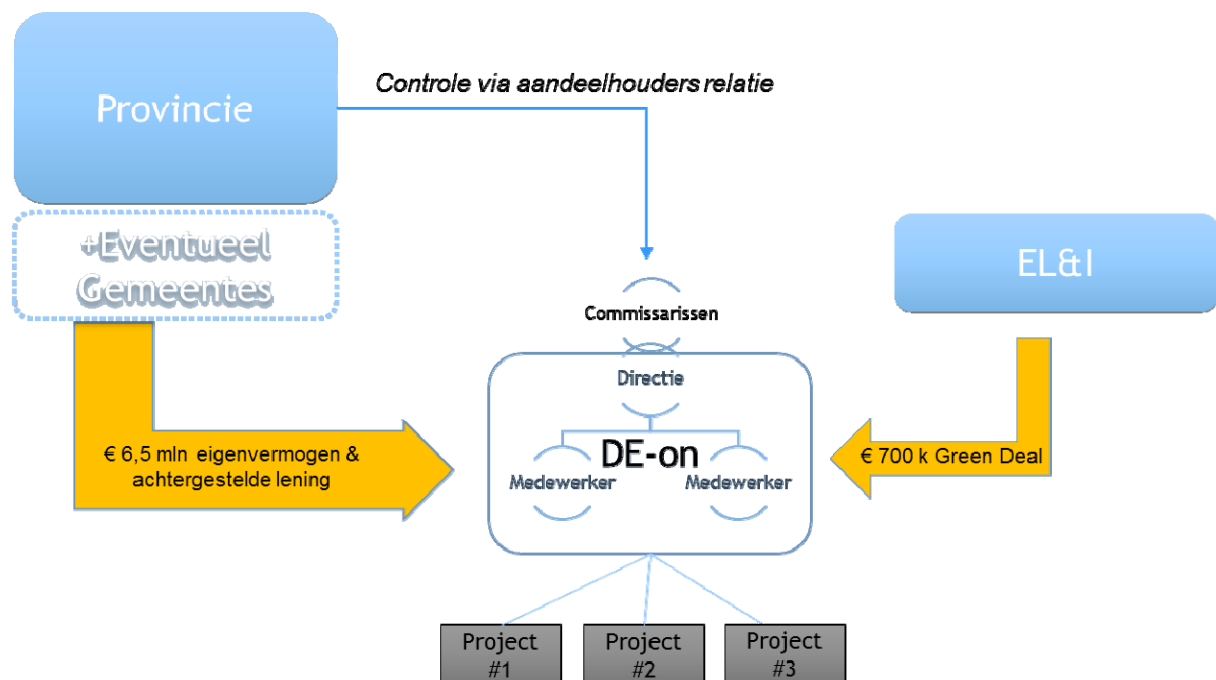 Provincie
Controle via aandeelhouders relatie
+Eventueel
Gemeentes
EL&I
Commissarissen
Directie
DE-on
Medewerker
Medewerker
€ 6,5 mln eigenvermogen &
achtergestelde lening
€ 700 k Green Deal
Project
#1
Project
#2
Project
#3